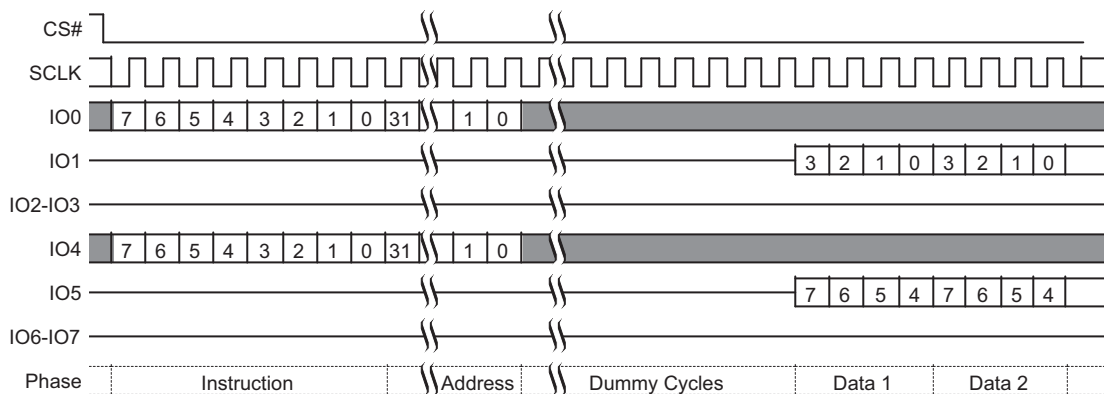 CS#
SCLK
IO0 7 6 5 4 3 2 1 0 31 1 0
IO1 3 2 1 0 3 2 1 0
IO2-IO3
IO4 7 6 5 4 3 2 1 0 31 1 0
IO5 7 6 5 4 7 6 5 4
IO6-IO7
Phase Instruction Address Dummy Cycles Data 1 Data 2